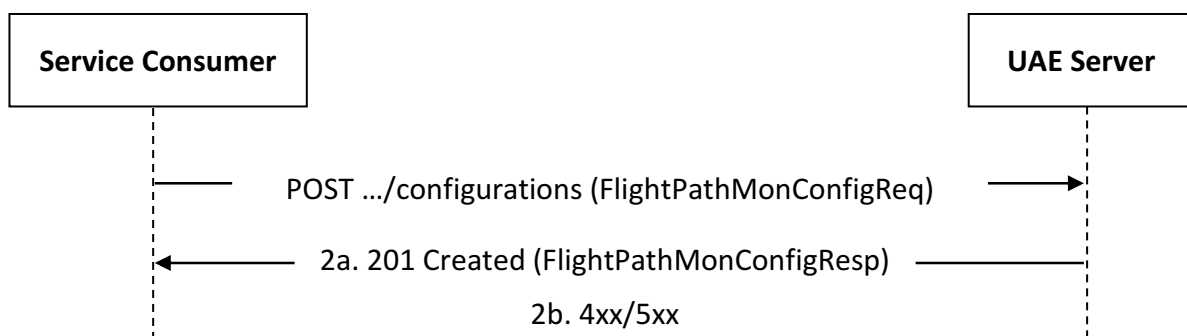 Service Consumer
UAE Server
POST .../configurations (FlightPathMonConfigReq)
2a. 201 Created (FlightPathMonConfigResp)
2b. 4xx/5xx